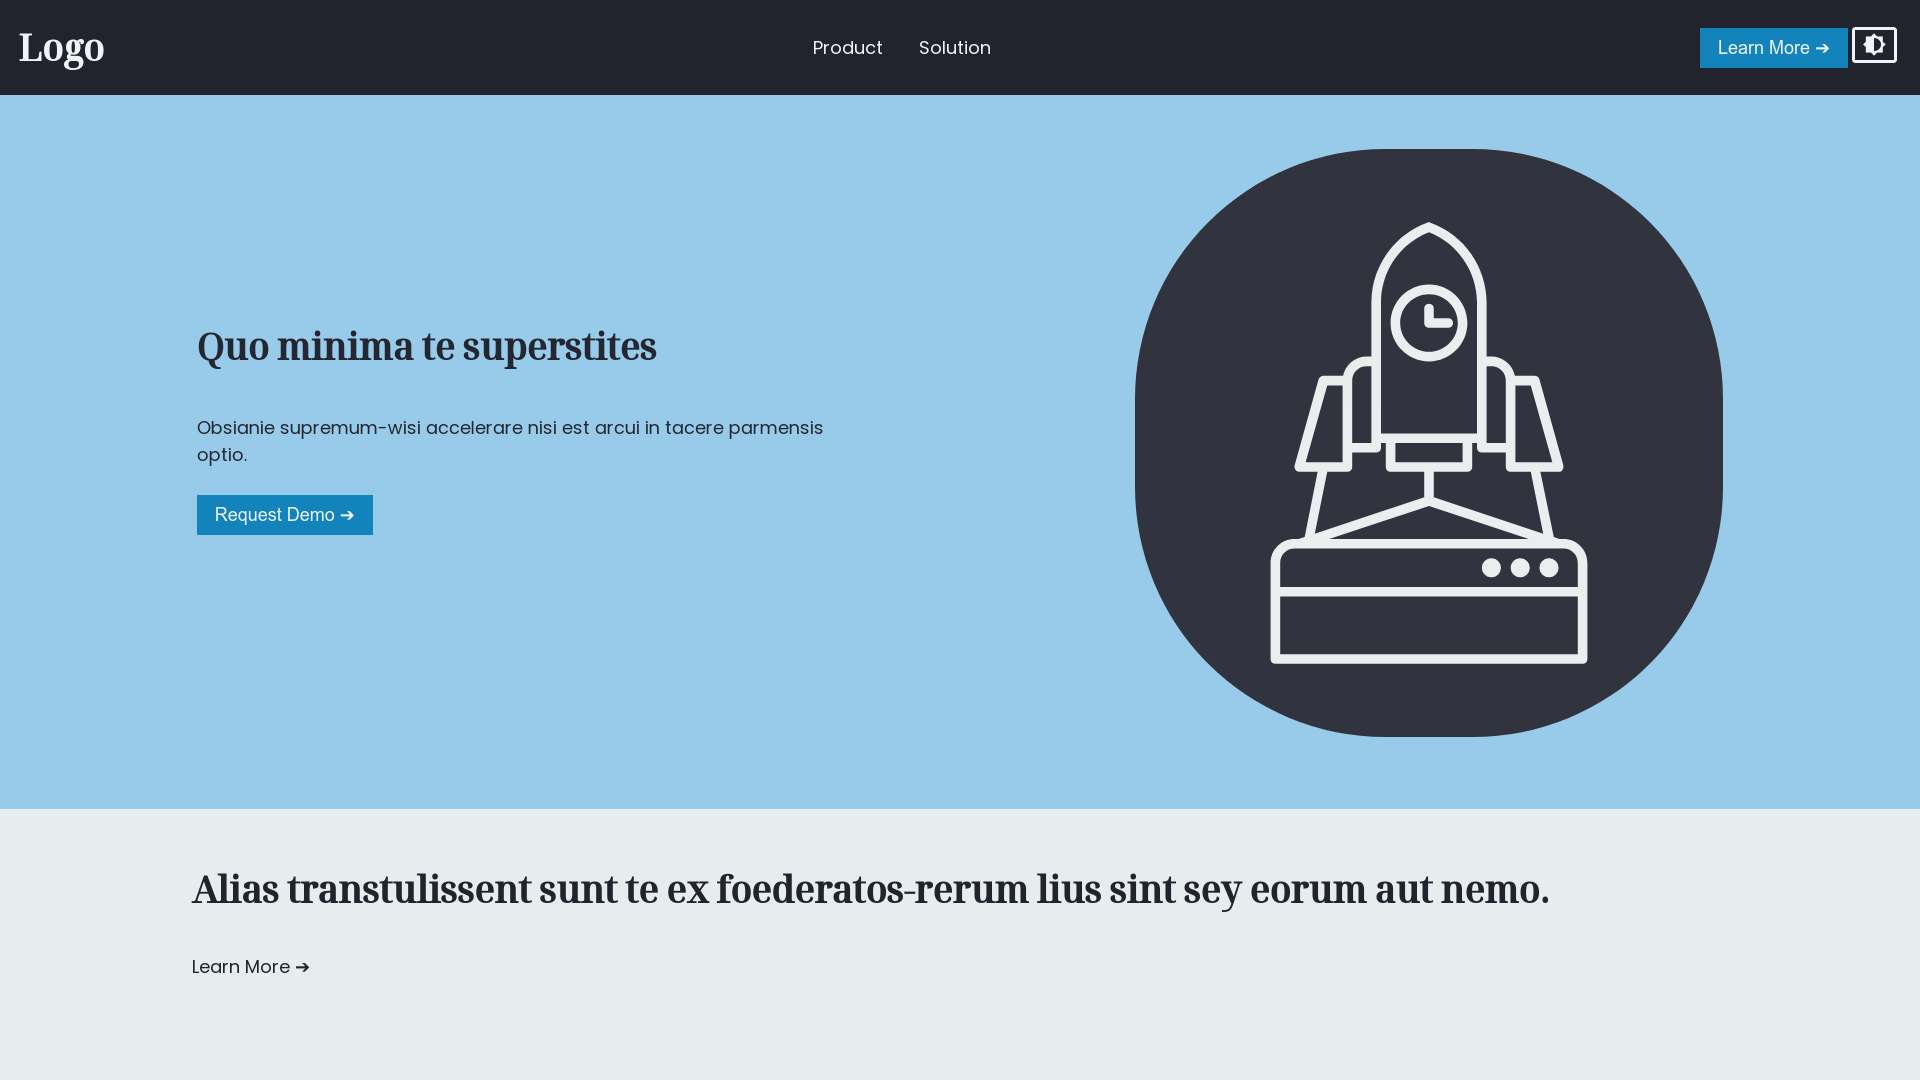 Logo
Product
Solution
Learn More ➔
Quo minima te superstites
Obsianie supremum-wisi accelerare nisi est arcui in tacere parmensis
optio.
Request Demo ➔
Alias transtulissent sunt te ex foederatos-rerum lius sint sey eorum aut nemo.
Learn More ➔